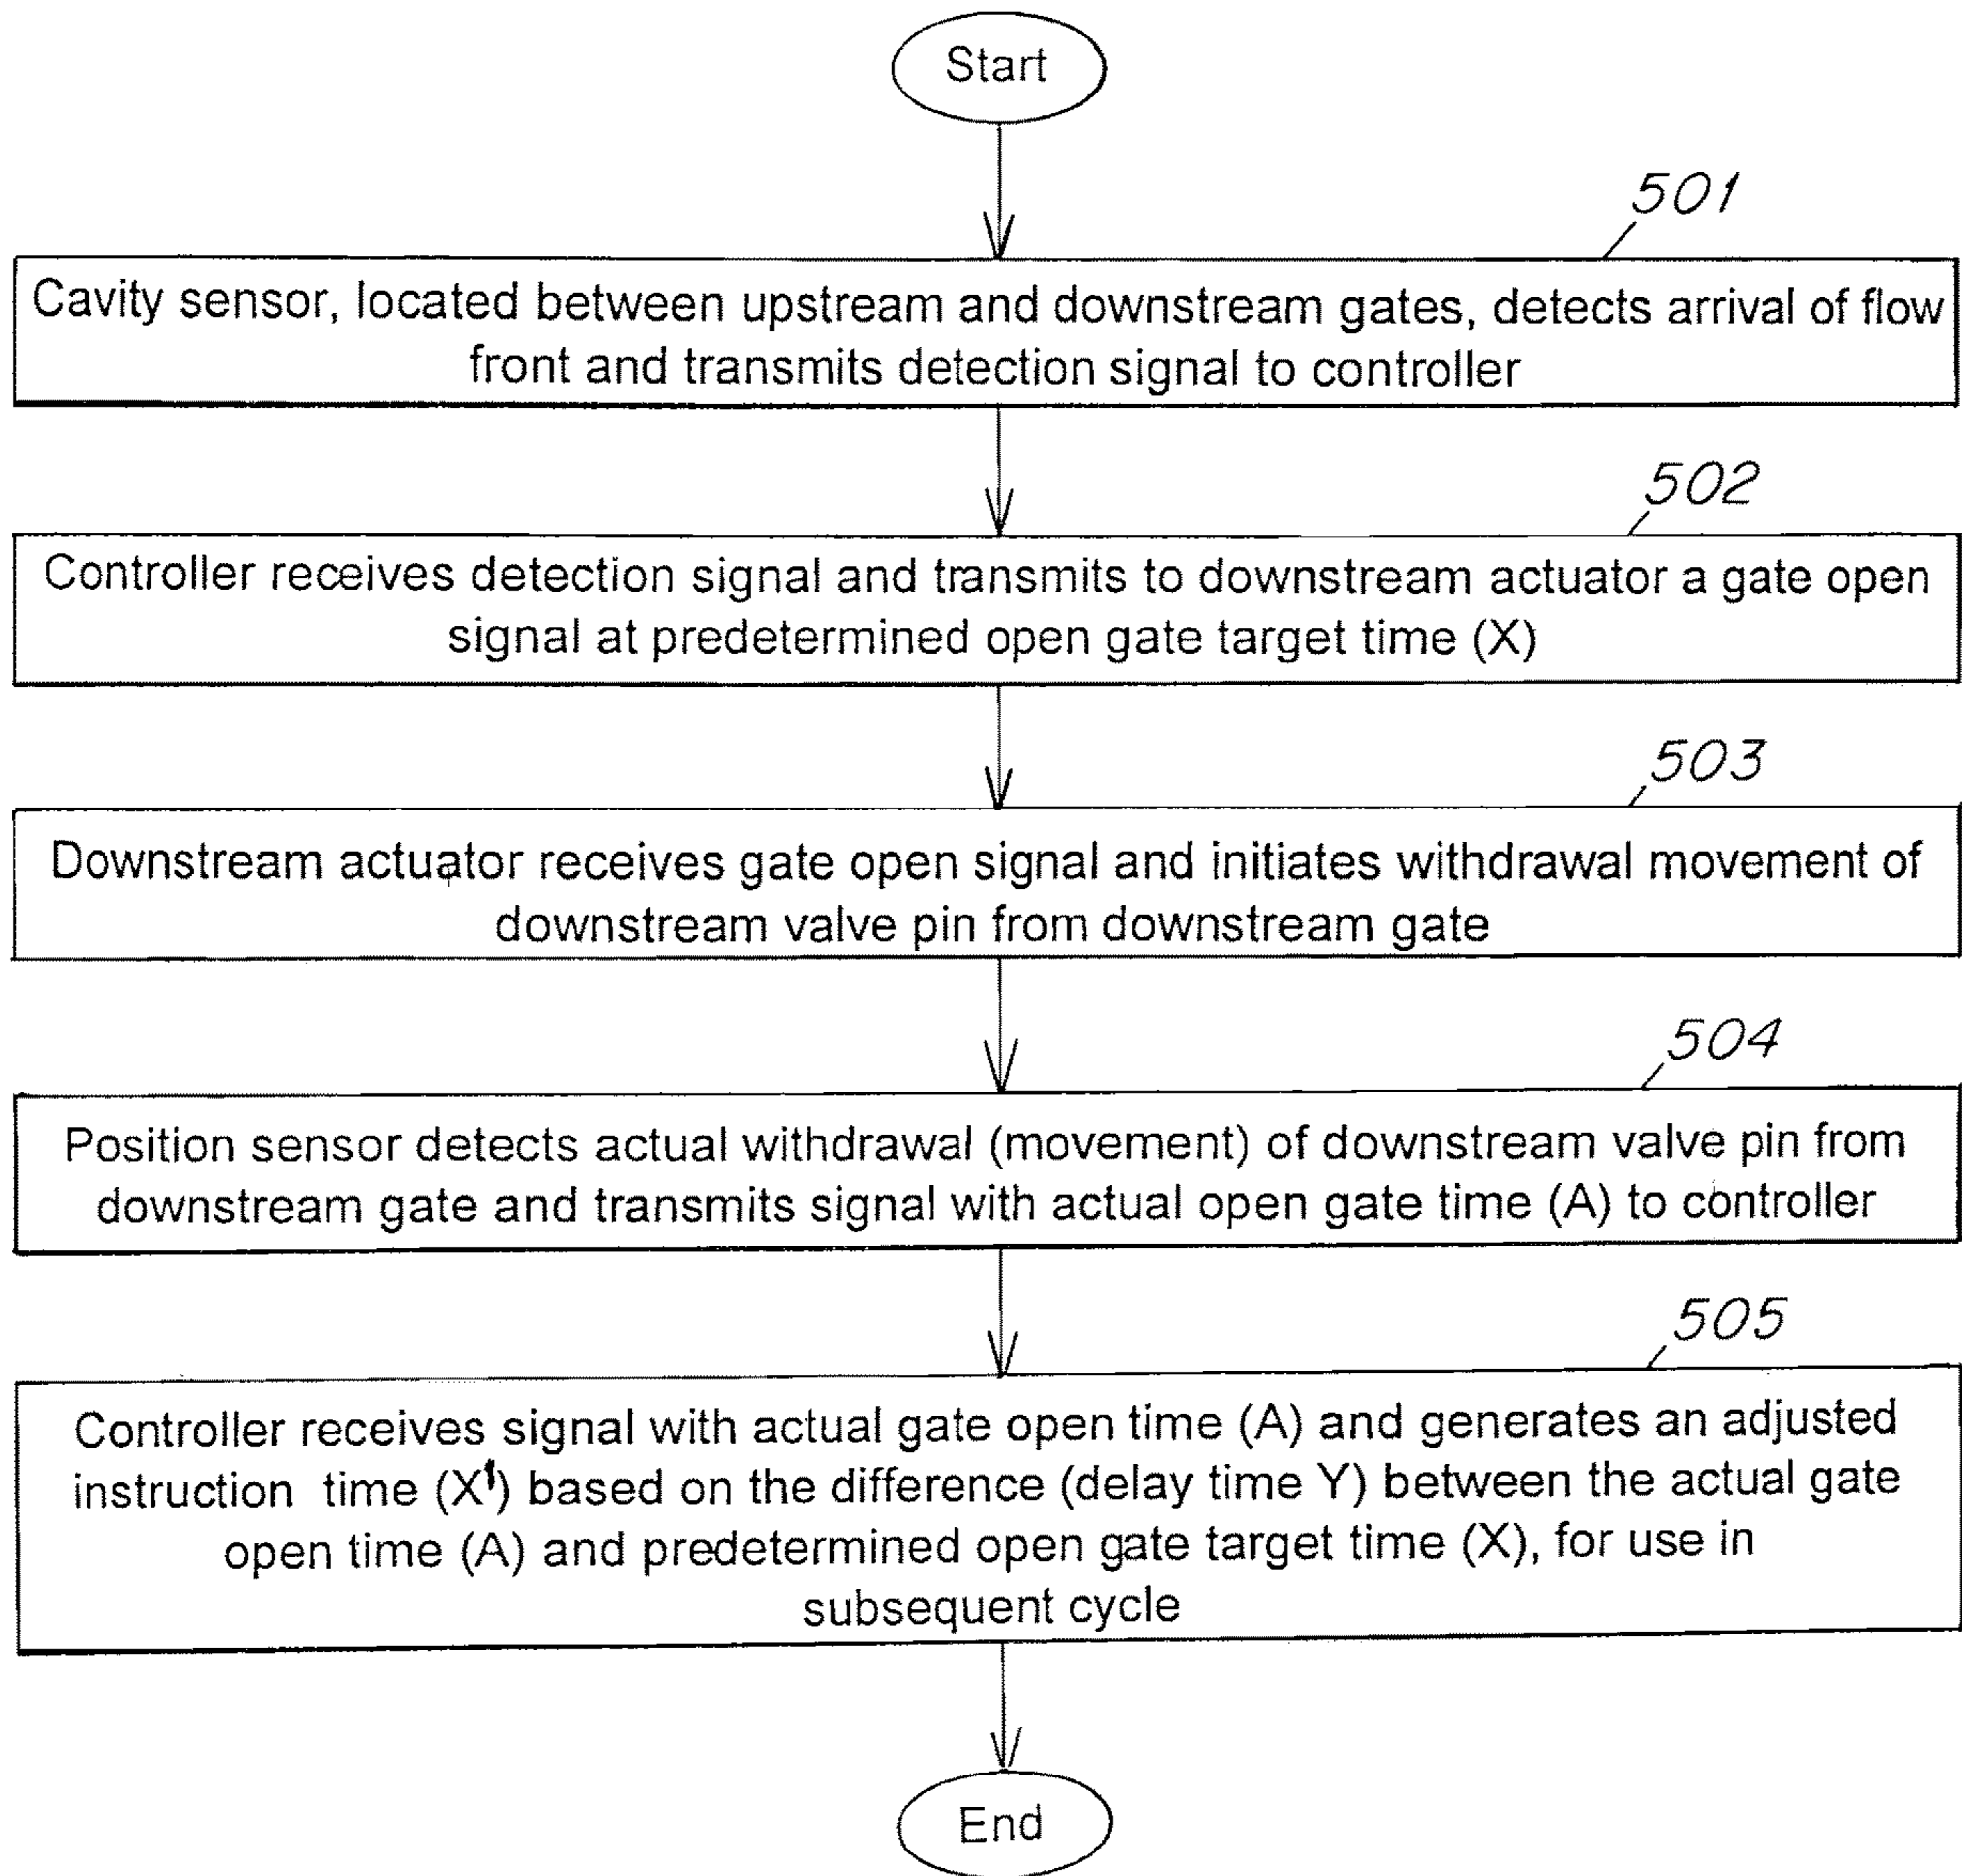 Start
501
Cavity sensor, located between upstream and downstream gates, detects arrival of flow
front and transmits detection signal to controller
502
Controller receives detection signal and transmits to downstream actuator a gate open
signal at predetermined open gate target time (X)
503
Downstream actuator receives gate open signal and initiates withdrawal movement of
downstream valve pin from downstream gate
504
Position sensor detects actual withdrawal (movement) of downstream valve pin from
downstream gate and transmits signal with actual open gate time (A) to controller
505
Controller receives signal with actual gate open time (A) and generates an adjusted
instruction time (X¹) based on the difference (delay time Y) between the actual gate
open time (A) and predetermined open gate target time (X), for use in
subsequent cycle
End